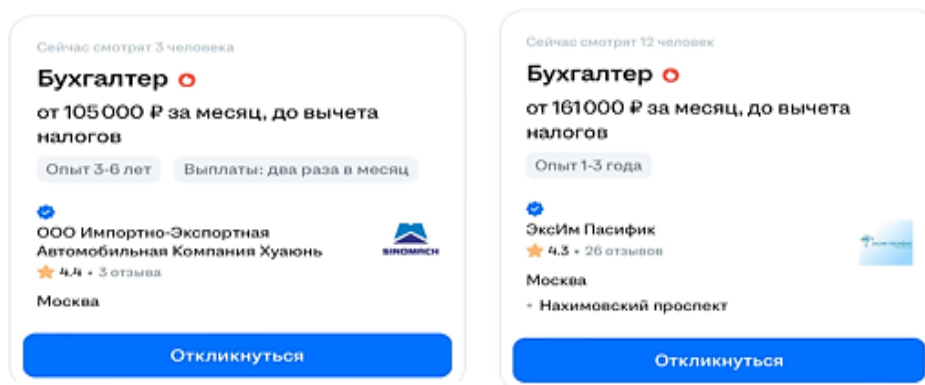 Сейчас смотрят 3 человека
Бухгалтер
от 105 000 ₽ за месяц, до вычета
налогов
Опыт 3-6 лет
Выплаты: два раза в месяц
ООО Импортно-Экспортная
Автомобильная Компания Хуаюнь
SINOMACH
4.4 • 3 отзыва
Москва
Откликнуться
Сейчас смотрят 12 человек
Бухгалтер
от 161 000 ₽ за месяц, до вычета
налогов
Опыт 1-3 года
ЭксИм Пасифик
4.3 • 26 отзывов
Москва
• Нахимовский проспект
Откликнуться